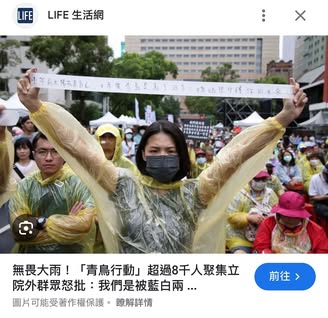 LIFE
LIFE 生活網
無畏大雨！「青鳥行動」超過8千人聚集立
院外群眾怒批：我們是被藍白兩 ...
前往
圖片可能受著作權保護。 瞭解詳情